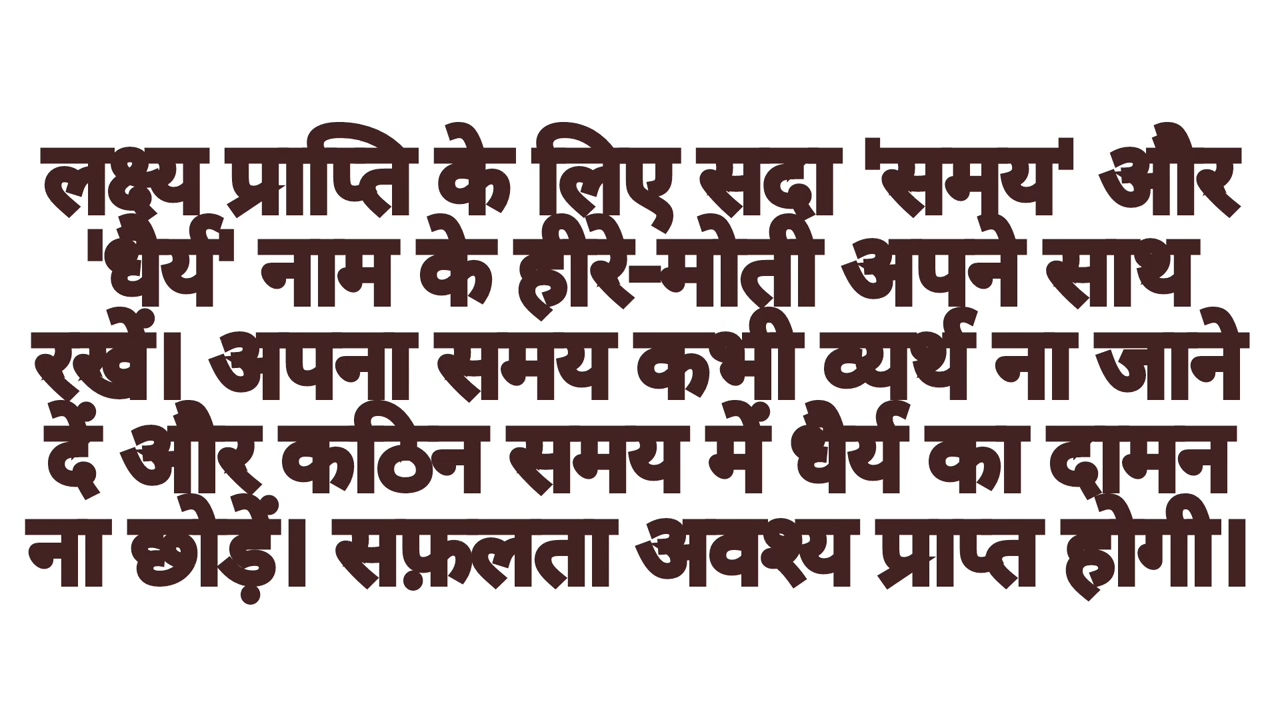 लक्ष्य प्राप्ति के लिए सदा 'समय' और
'धैर्य' नाम के हीरे-मोती अपने साथ
रखें। अपना समय कभी व्यर्थ ना जाने
दें और कठिन समय में धैर्य का दामन
ना छोड़ें। सफ़लता अवश्य प्राप्त होगी।